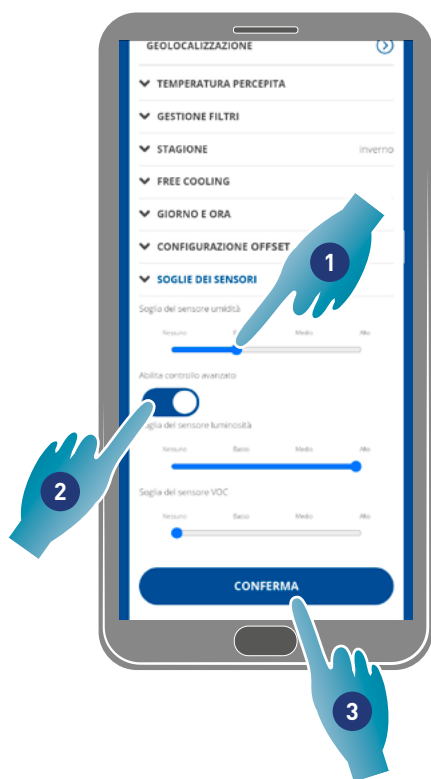 GEOLOCALIZZAZIONE
TEMPERATURA PERCEPITA
GESTIONE FILTRI
STAGIONE inverno
FREE COOLING
GIORNO E ORA
CONFIGURAZIONE OFFSET
1
SOGLIE DEI SENSORI
Soglia del sensore umidità
Nessuno Medio Alto
Abilita controllo avanzato
del sensore luminosità
Nessuno Basso Medio Alto
2
Soglia del sensore VOC
Nessuno Basso Medio Alto
CONFERMA
3